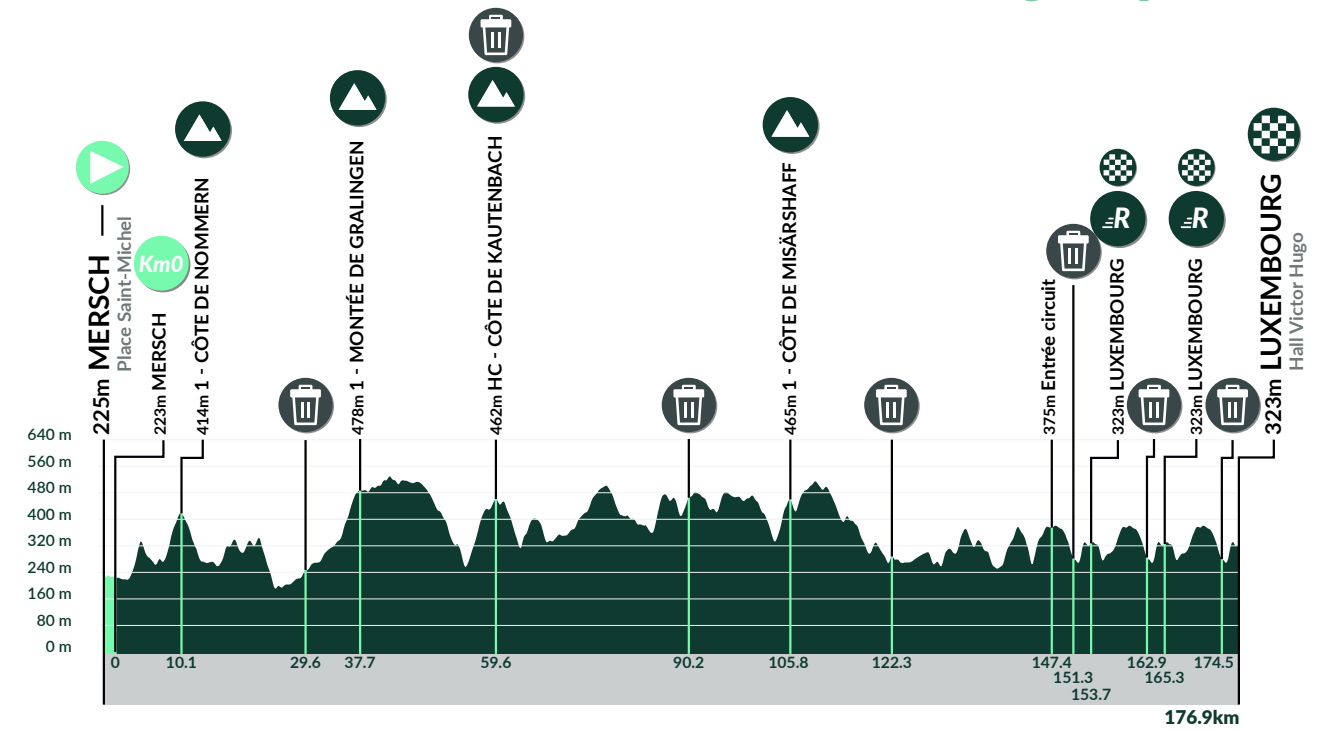 225m MERSCH
Place Saint-Michel
Km0
223m MERSCH
414m 1 - CÔTE DE NOMMERN
478m 1 - MONTÉE DE GRALINGEN
462m HC - CÔTE DE KAUTENBACH
465m 1 - CÔTE DE MISÄRSHAFF
375m Entrée circuit
R
323m LUXEMBOURG
R
323m LUXEMBOURG
323m LUXEMBOURG
Hall Victor Hugo
640 m
560 m
480 m
400 m
320 m
240 m
160 m
80 m
0 m
0 10.1 29.6 37.7 59.6 90.2 105.8 122.3 147.4 162.9 174.5
151.3 165.3
153.7
176.9km